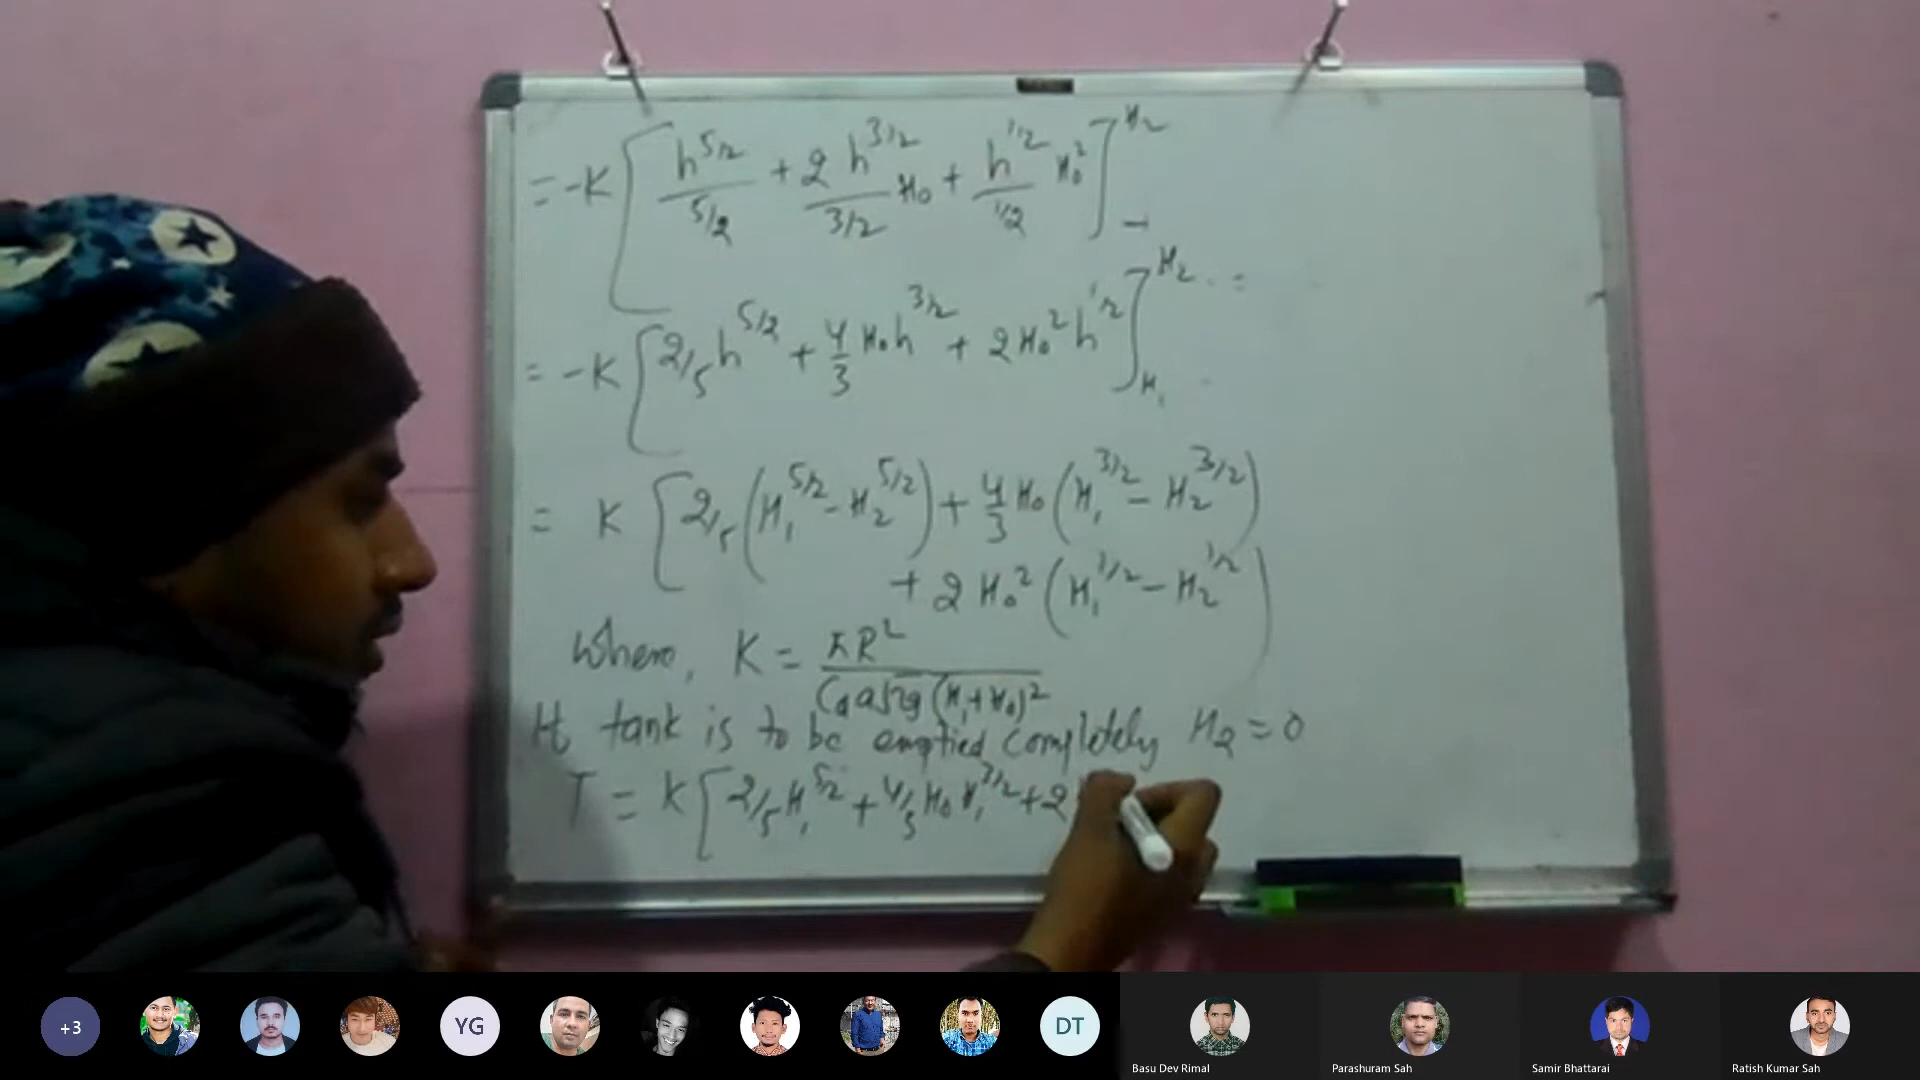 = -K [ h^5/2 / 5/2 + 2 h^3/2 / 3/2 H₀ + h^1/2 / 1/2 H₀² ]^H₂
= -K [ 2/5 h^5/2 + 4/3 H₀ h^3/2 + 2 H₀² h^1/2 ]_H₁^H₂ . =
= K [ 2/5 (H₁^5/2 - H₂^5/2) + 4/3 H₀ (H₁^3/2 - H₂^3/2)
+ 2 H₀² (H₁^1/2 - H₂^1/2)
Where, K = πR² / Cd a √2g (H₁+H₀)²
If tank is to be emptied completely H₂ = 0
T = K [ 2/5 H₁^5/2 + 4/3 H₀ H₁^3/2 + 2
+3
YG
DT
Basu Dev Rimal
Parashuram Sah
Samir Bhattarai
Ratish Kumar Sah